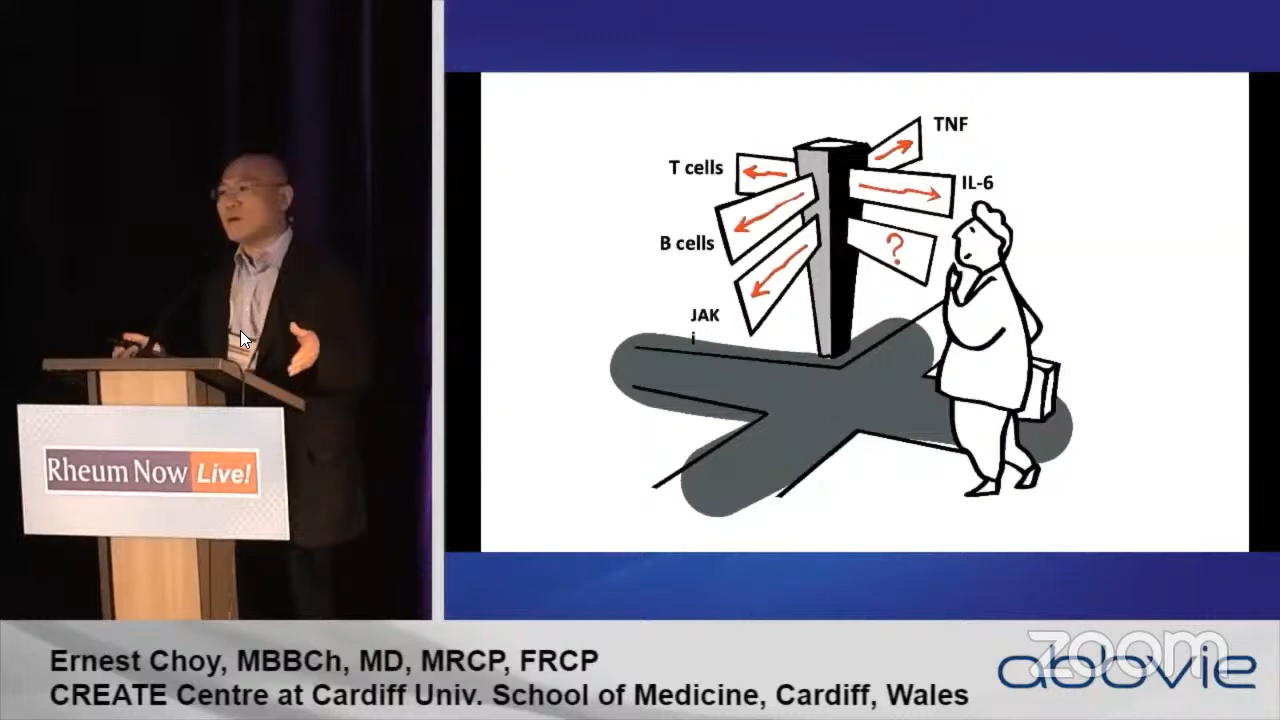 TNF
T cells
IL-6
B cells
?
JAK
i
Rheum Now Live!
Ernest Choy, MBBCh, MD, MRCP, FRCP
CREATE Centre at Cardiff Univ. School of Medicine, Cardiff, Wales
zoom
abbvie